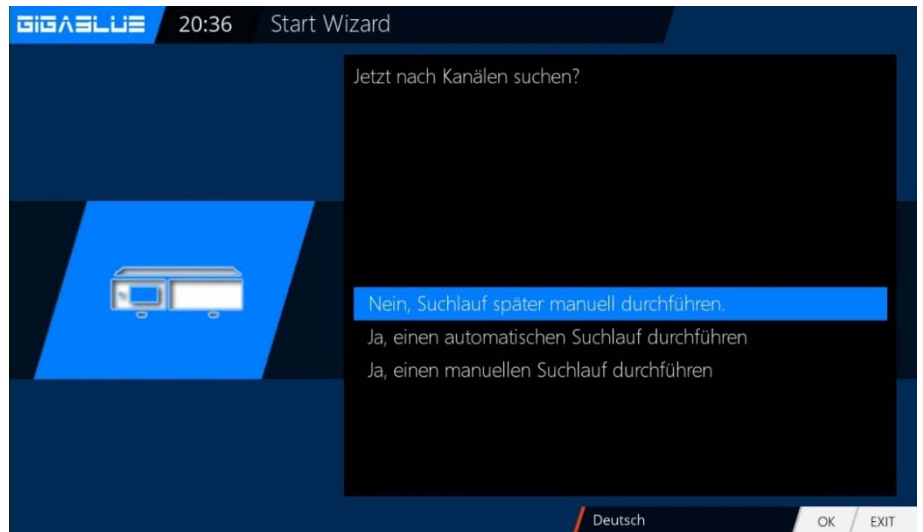 GIGABLUE 20:36 Start Wizard
Jetzt nach Kanälen suchen?
Nein, Suchlauf später manuell durchführen.
Ja, einen automatischen Suchlauf durchführen
Ja, einen manuellen Suchlauf durchführen
Deutsch OK EXIT